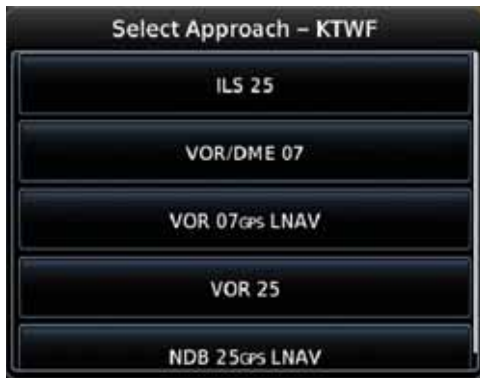 Select Approach – KTWF
ILS 25
VOR/DME 07
VOR 07GPS LNAV
VOR 25
NDB 25GPS LNAV